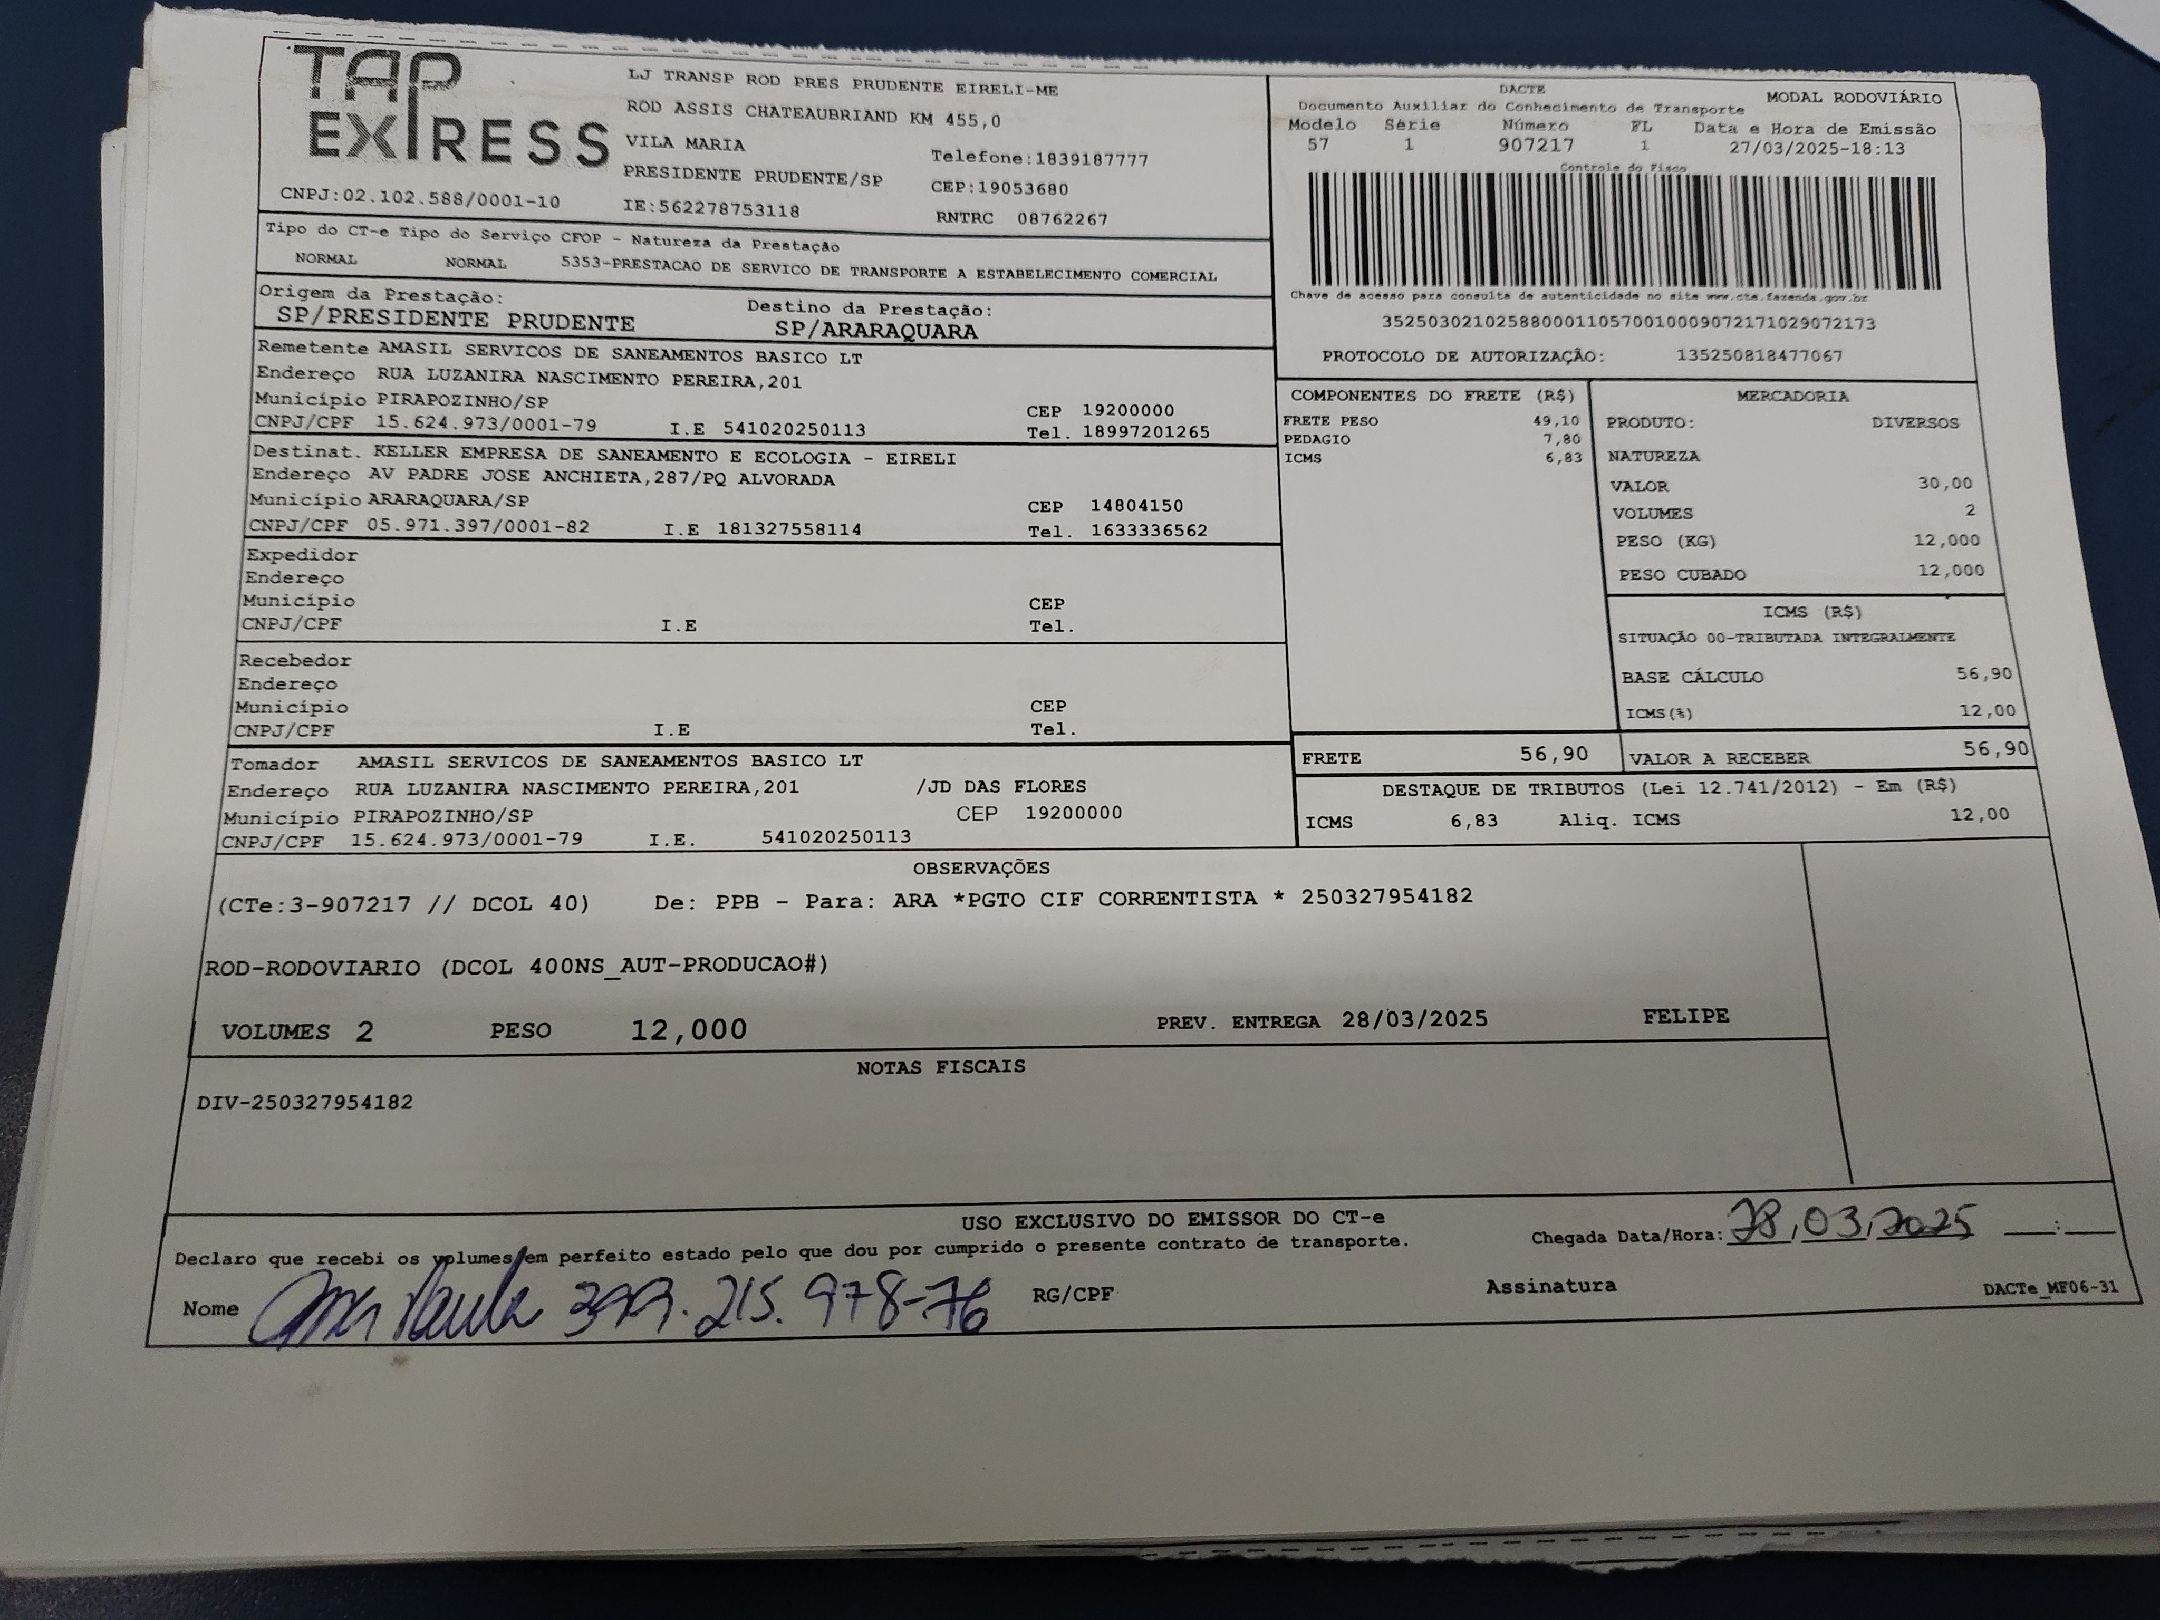 TAP
EXPRESS
CNPJ:02.102.588/0001-10
LJ TRANSP ROD PRES PRUDENTE EIRELI-ME
ROD ASSIS CHATEAUBRIAND KM 455,0
VILA MARIA
Telefone:1839187777
PRESIDENTE PRUDENTE/SP
CEP:19053680
IE:562278753118
RNTRC 08762267
DACTE
MODAL RODOVIÁRIO
Documento Auxiliar do Conhecimento de Transporte
Modelo Série Número FL Data e Hora de Emissão
57 1 907217 1 27/03/2025-18:13
Controle do Fisco
Chave de acesso para consulta de autenticidade no site www.cte.fazenda.gov.br
35250302102588000110570010009072171029072173
PROTOCOLO DE AUTORIZAÇÃO: 135250818477067
Tipo do CT-e Tipo do Serviço CFOP - Natureza da Prestação
NORMAL NORMAL 5353-PRESTACAO DE SERVICO DE TRANSPORTE A ESTABELECIMENTO COMERCIAL
Origem da Prestação: Destino da Prestação:
SP/PRESIDENTE PRUDENTE SP/ARARAQUARA
Remetente AMASIL SERVICOS DE SANEAMENTOS BASICO LT
Endereço RUA LUZANIRA NASCIMENTO PEREIRA,201
Município PIRAPOZINHO/SP CEP 19200000
CNPJ/CPF 15.624.973/0001-79 I.E 541020250113 Tel. 18997201265
Destinat. KELLER EMPRESA DE SANEAMENTO E ECOLOGIA - EIRELI
Endereço AV PADRE JOSE ANCHIETA,287/PQ ALVORADA
Município ARARAQUARA/SP CEP 14804150
CNPJ/CPF 05.971.397/0001-82 I.E 181327558114 Tel. 1633336562
Expedidor
Endereço
Município CEP
CNPJ/CPF I.E Tel.
Recebedor
Endereço
Município CEP
CNPJ/CPF I.E Tel.
Tomador AMASIL SERVICOS DE SANEAMENTOS BASICO LT
Endereço RUA LUZANIRA NASCIMENTO PEREIRA,201 /JD DAS FLORES
Município PIRAPOZINHO/SP CEP 19200000
CNPJ/CPF 15.624.973/0001-79 I.E. 541020250113
COMPONENTES DO FRETE (R$)
FRETE PESO 49,10
PEDAGIO 7,80
ICMS 6,83
MERCADORIA
PRODUTO: DIVERSOS
NATUREZA
VALOR 30,00
VOLUMES 2
PESO (KG) 12,000
PESO CUBADO 12,000
ICMS (R$)
SITUAÇÃO 00-TRIBUTADA INTEGRALMENTE
BASE CÁLCULO 56,90
ICMS(%) 12,00
FRETE 56,90 VALOR A RECEBER 56,90
DESTAQUE DE TRIBUTOS (Lei 12.741/2012) - Em (R$)
ICMS 6,83 Aliq. ICMS 12,00
OBSERVAÇÕES
(CTe:3-907217 // DCOL 40) De: PPB - Para: ARA *PGTO CIF CORRENTISTA * 250327954182
ROD-RODOVIARIO (DCOL 400NS_AUT-PRODUCAO#)
VOLUMES 2 PESO 12,000 PREV. ENTREGA 28/03/2025 FELIPE
NOTAS FISCAIS
DIV-250327954182
USO EXCLUSIVO DO EMISSOR DO CT-e
Declaro que recebi os volumes em perfeito estado pelo que dou por cumprido o presente contrato de transporte.
Chegada Data/Hora: 28,03,2025 __:__
Nome Ana Paula 399.215.978-76 RG/CPF Assinatura
DACTe_MF06-31